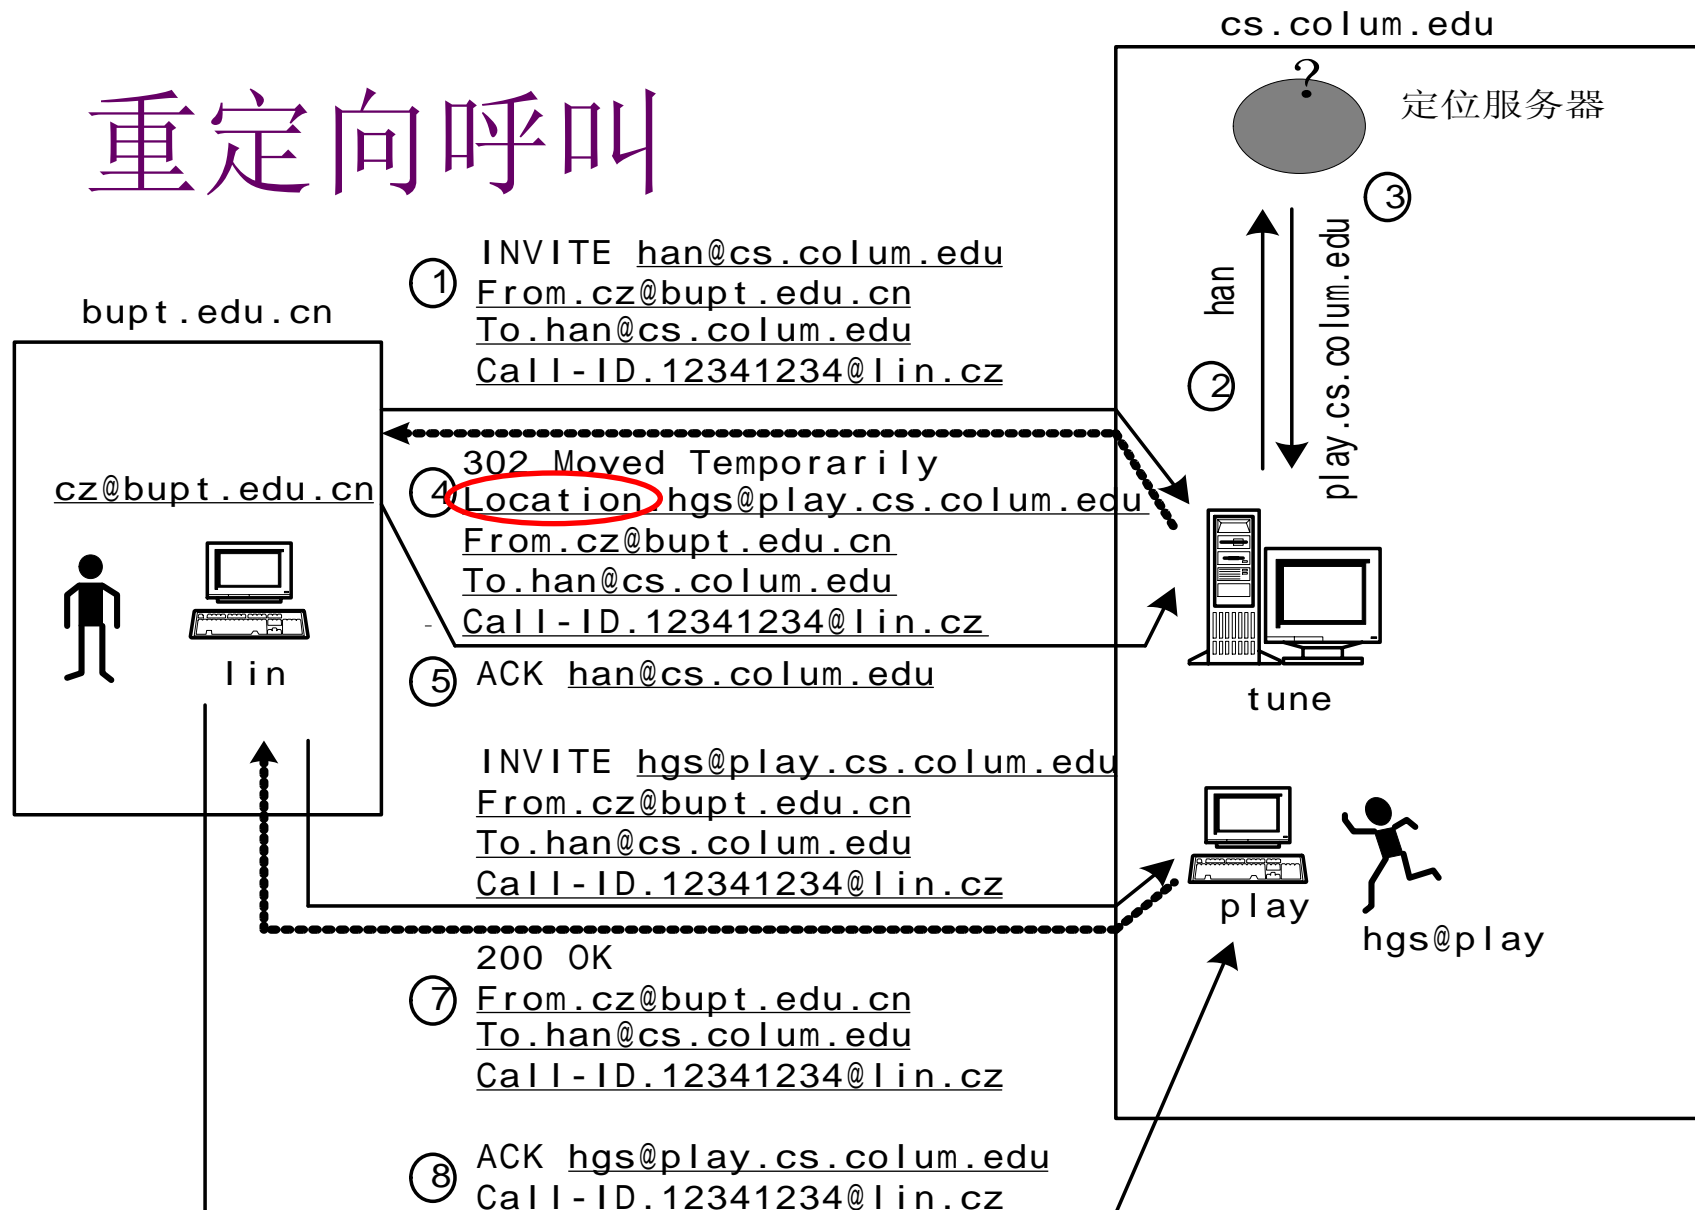 cs.colum.edu
重定向呼叫
?
定位服务器
3
han
play.cs.colum.edu
2
1
INVITE han@cs.colum.edu
From.cz@bupt.edu.cn
To.han@cs.colum.edu
Call-ID.12341234@lin.cz
bupt.edu.cn
cz@bupt.edu.cn
lin
4
302 Moved Temporarily
Location.hgs@play.cs.colum.edu
From.cz@bupt.edu.cn
To.han@cs.colum.edu
Call-ID.12341234@lin.cz
5
ACK han@cs.colum.edu
tune
INVITE hgs@play.cs.colum.edu
From.cz@bupt.edu.cn
To.han@cs.colum.edu
Call-ID.12341234@lin.cz
play
hgs@play
7
200 OK
From.cz@bupt.edu.cn
To.han@cs.colum.edu
Call-ID.12341234@lin.cz
8
ACK hgs@play.cs.colum.edu
Call-ID.12341234@lin.cz